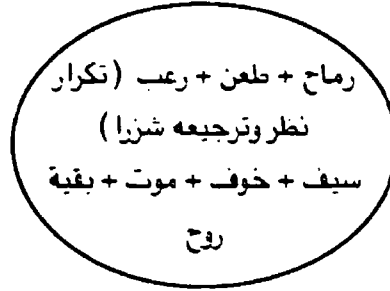 رماح + طعن + رعب (تكرار
نظر وترجيعه شزرا )
سيف + خوف + موت + بقية
روح